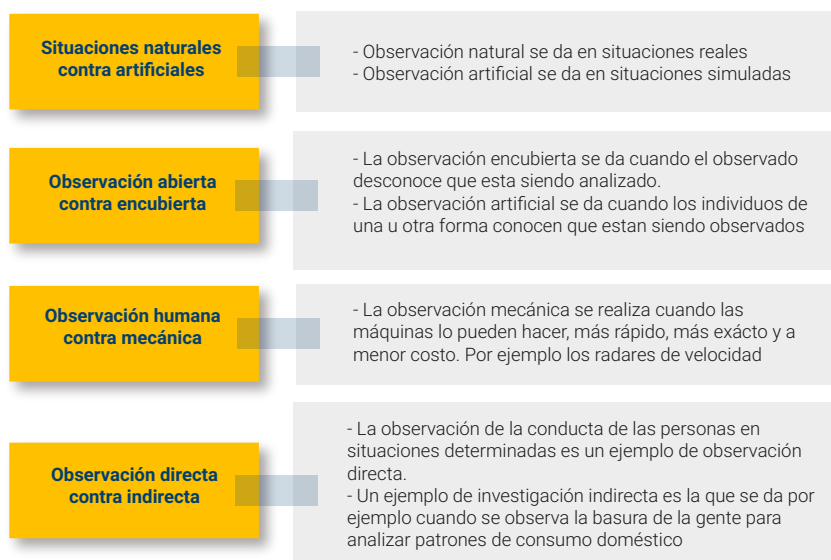 Situaciones naturales
contra artificiales
- Observación natural se da en situaciones reales
- Observación artificial se da en situaciones simuladas
Observación abierta
contra encubierta
- La observación encubierta se da cuando el observado
desconoce que esta siendo analizado.
- La observación artificial se da cuando los individuos de
una u otra forma conocen que estan siendo observados
Observación humana
contra mecánica
- La observación mecánica se realiza cuando las
máquinas lo pueden hacer, más rápido, más exácto y a
menor costo. Por ejemplo los radares de velocidad
Observación directa
contra indirecta
- La observación de la conducta de las personas en
situaciones determinadas es un ejemplo de observación
directa.
- Un ejemplo de investigación indirecta es la que se da por
ejemplo cuando se observa la basura de la gente para
analizar patrones de consumo doméstico